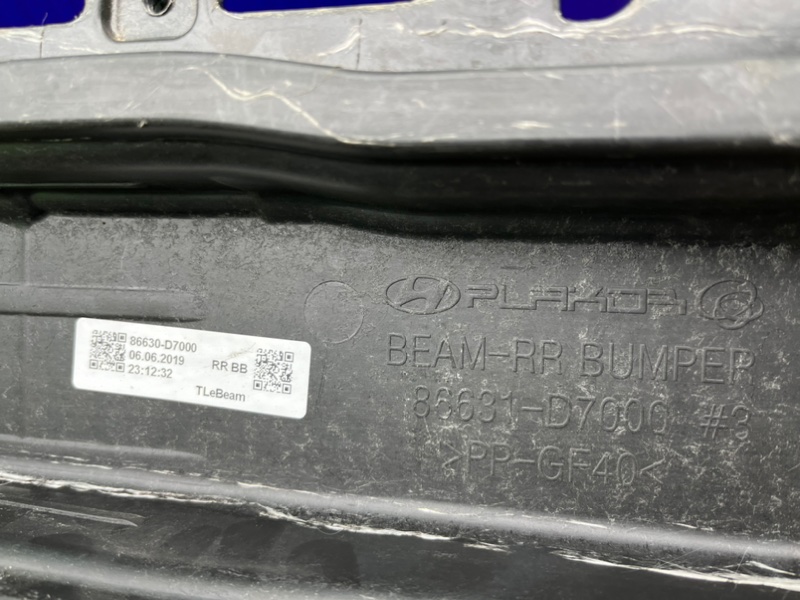 86630-D7000
06.06.2019
23:12:32
RR BB
TLeBeam
PLAKOR
BEAM-RR BUMPER
86631-D7000 #3
>PP-GF40<